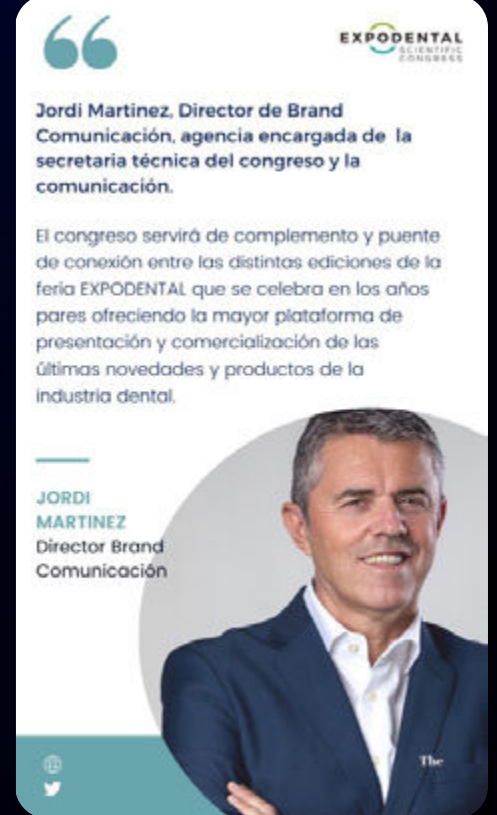 EXPODENTAL
SCIENTIFIC
CONGRESS
Jordi Martinez, Director de Brand
Comunicación, agencia encargada de la
secretaria técnica del congreso y la
comunicación.
El congreso servirá de complemento y puente
de conexión entre las distintas ediciones de la
feria EXPODENTAL que se celebra en los años
pares ofreciendo la mayor plataforma de
presentación y comercialización de las
últimas novedades y productos de la
industria dental.
JORDI
MARTINEZ
Director Brand
Comunicación
The